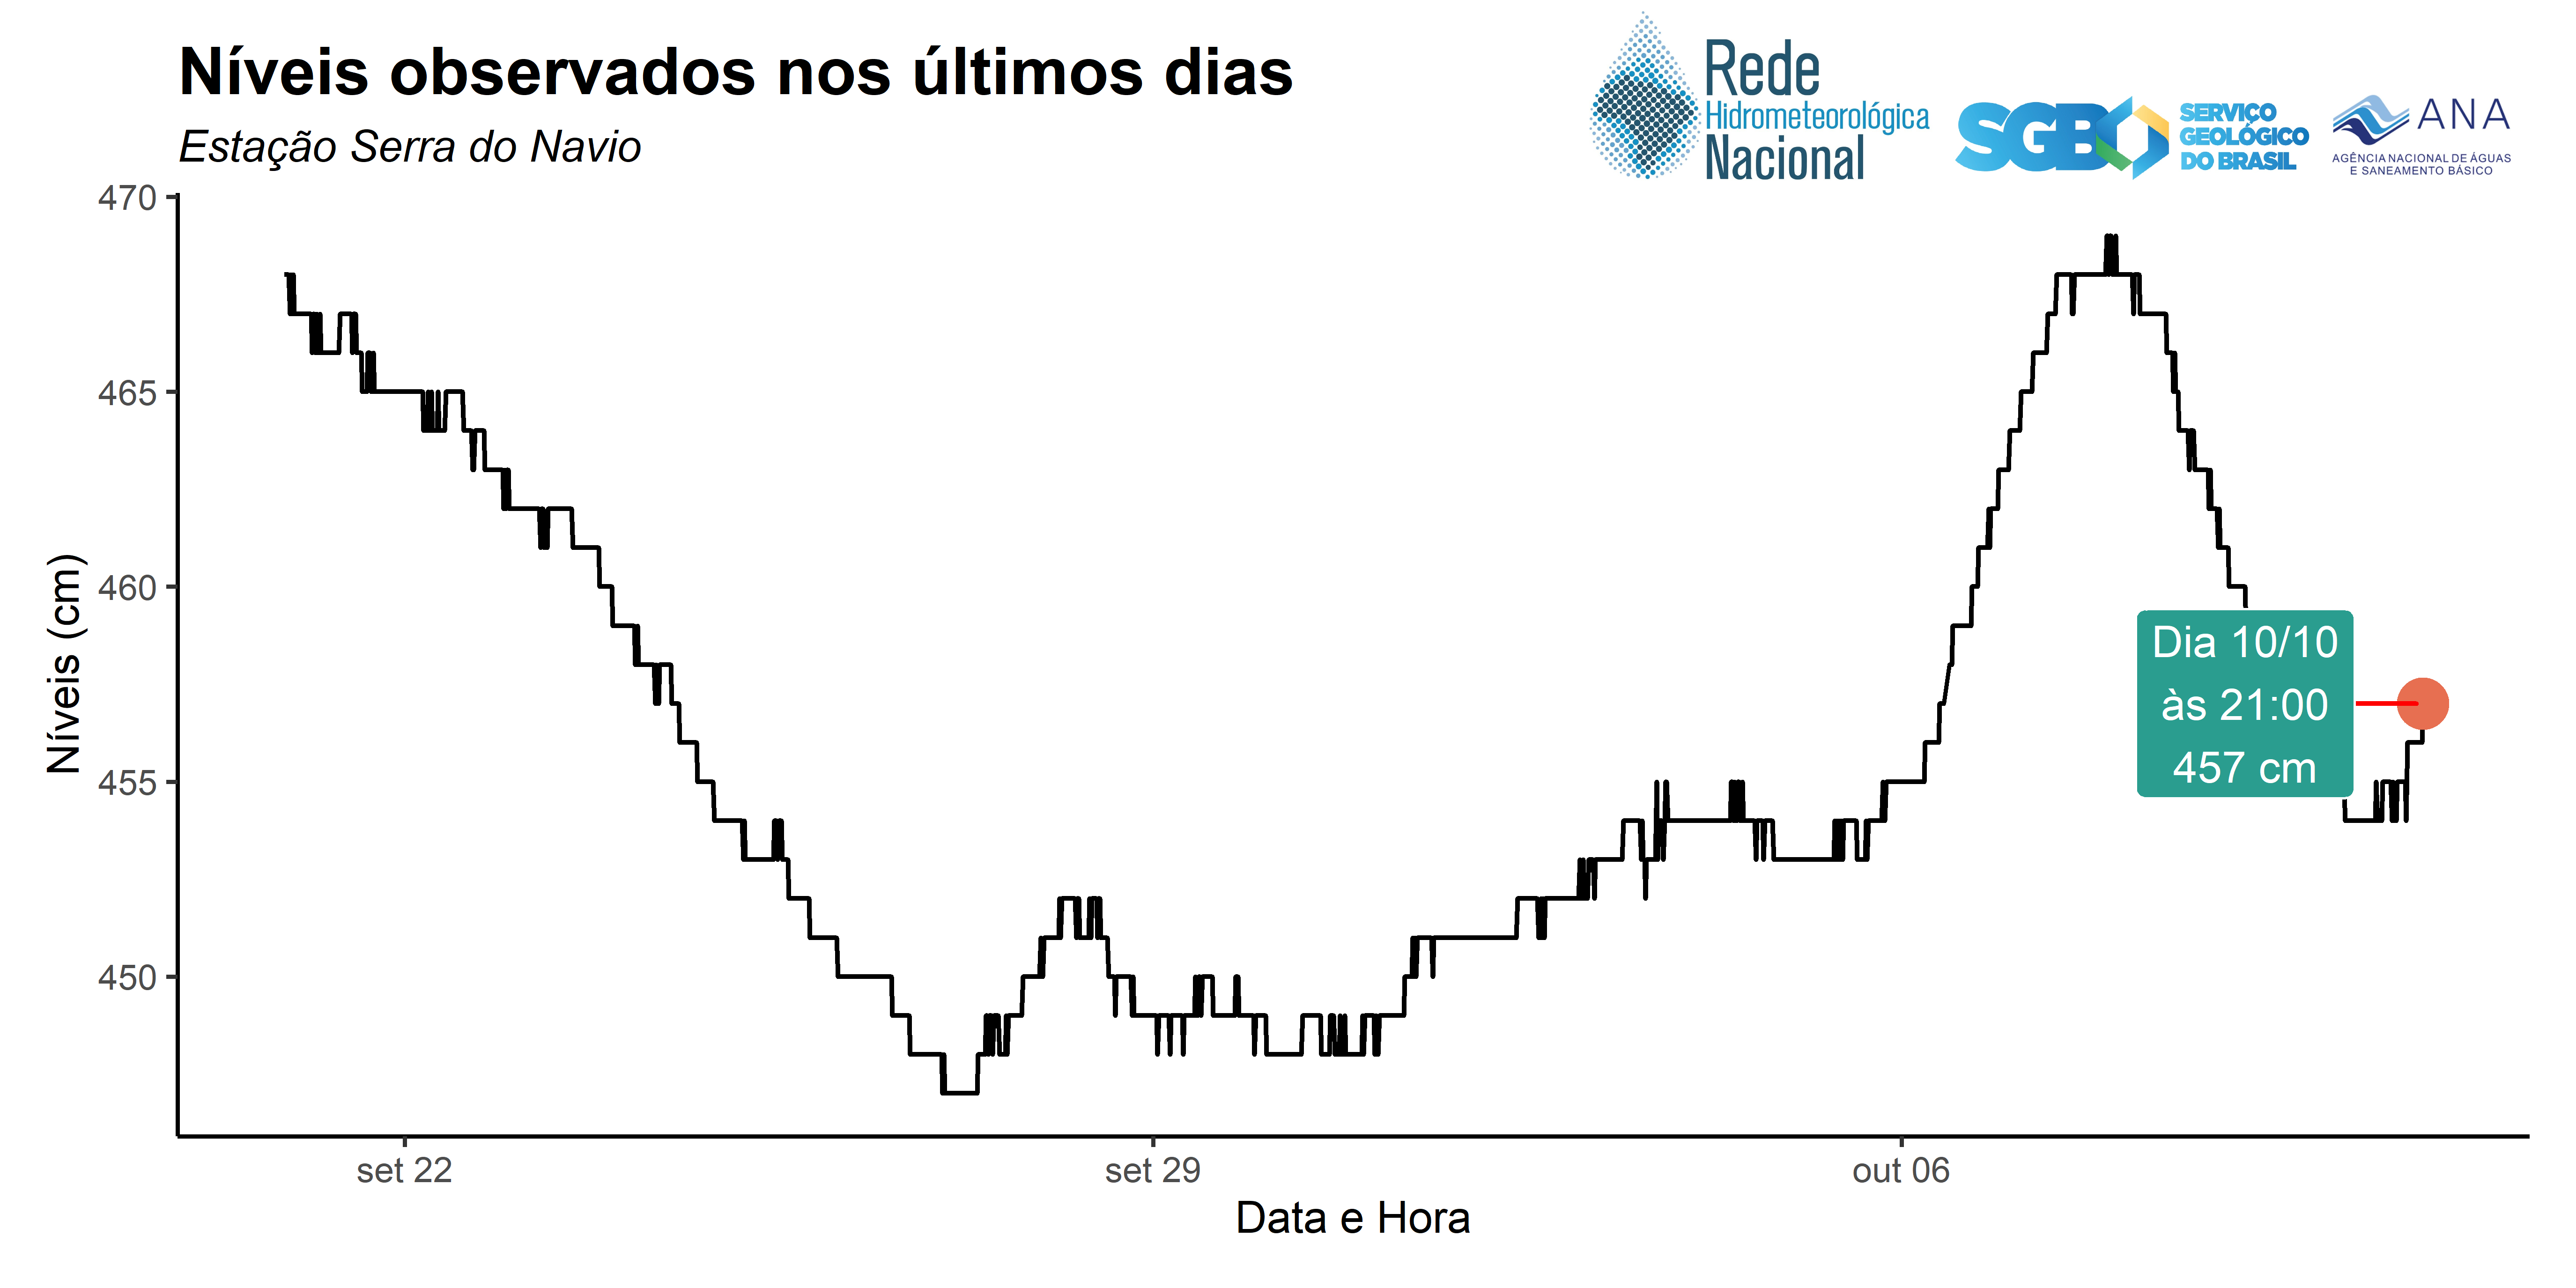 Níveis observados nos últimos dias
Estação Serra do Navio
Rede
Hidrometeorológica
Nacional
SGB
SERVIÇO
GEOLÓGICO
DO BRASIL
ANA
AGÊNCIA NACIONAL DE ÁGUAS
E SANEAMENTO BÁSICO
Níveis (cm)
470
465
460
455
450
Dia 10/10
às 21:00
457 cm
set 22
set 29
out 06
Data e Hora